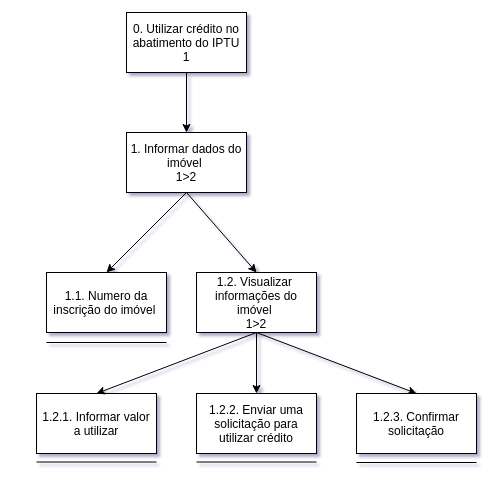 0. Utilizar crédito no
abatimento do IPTU
1
1. Informar dados do
imóvel
1>2
1.1. Numero da
inscrição do imóvel
1.2. Visualizar
informações do
imóvel
1>2
1.2.1. Informar valor
a utilizar
1.2.2. Enviar uma
solicitação para
utilizar crédito
1.2.3. Confirmar
solicitação